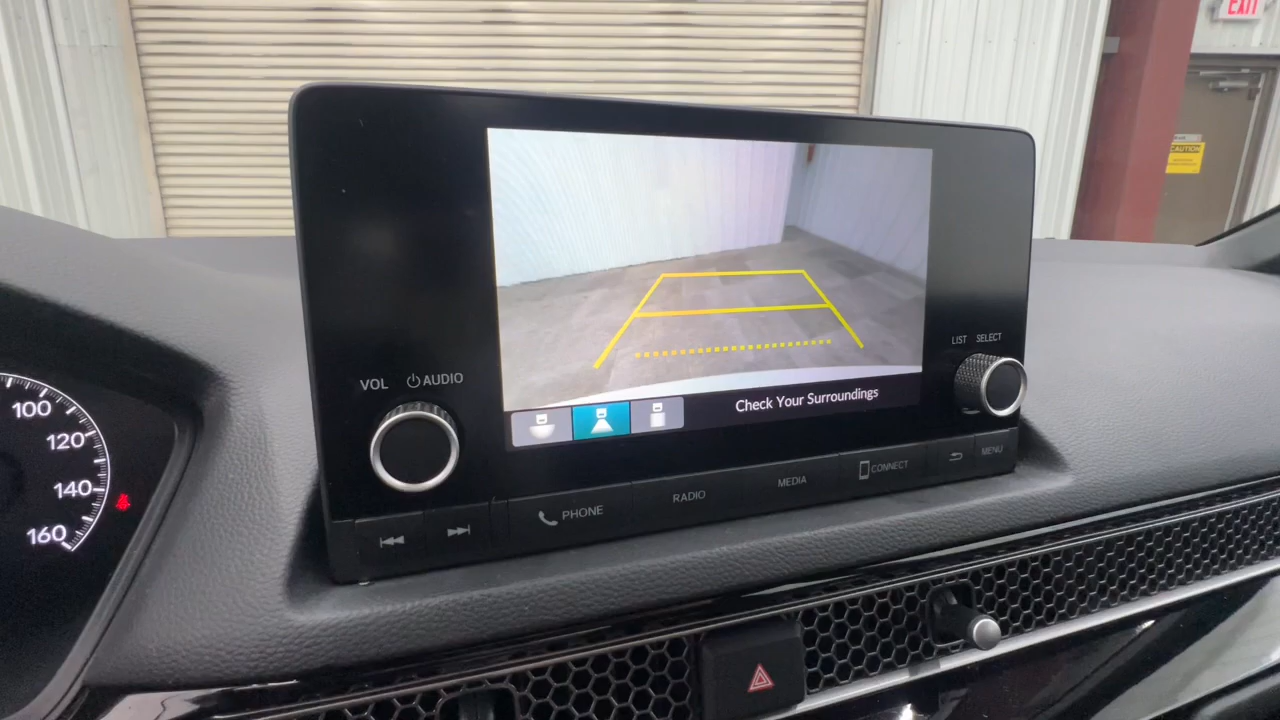 EXIT
CAUTION
LIST SELECT
VOL AUDIO
Check Your Surroundings
100
120
140
160
PHONE
RADIO
MEDIA
CONNECT
MENU